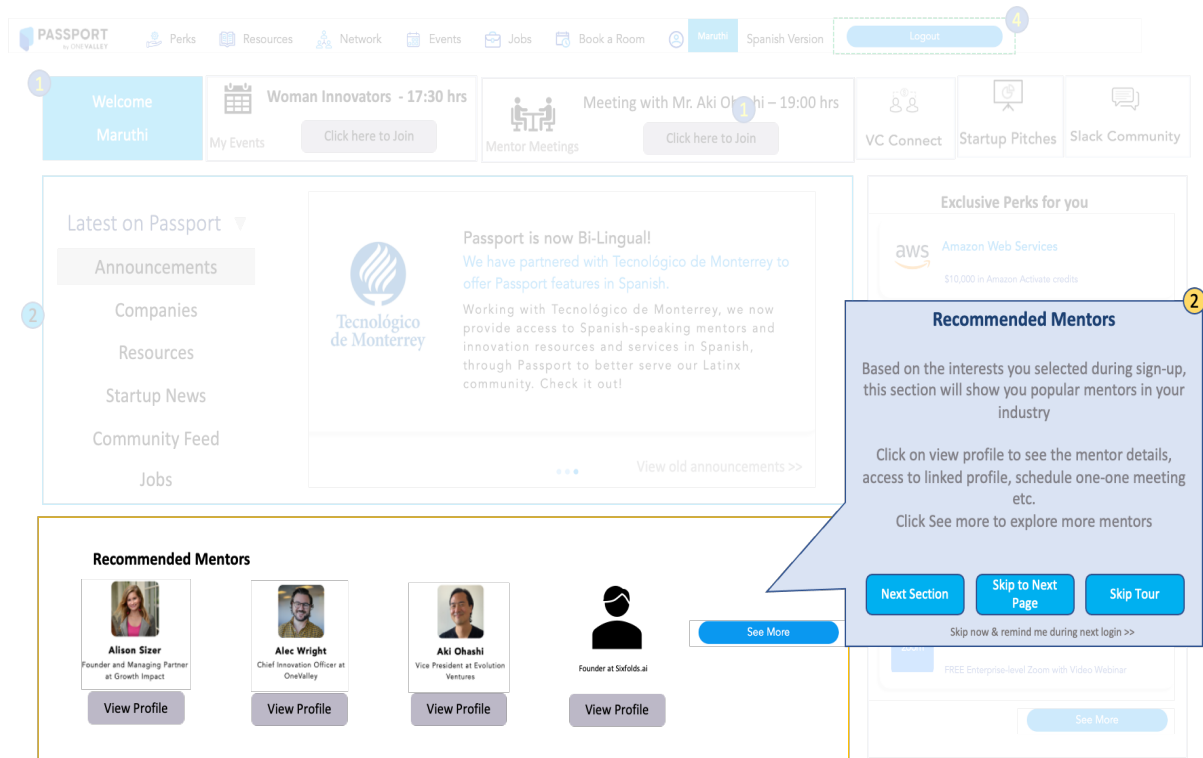 PASSPORT
by ONE VALLEY
Perks
Resources
Network
Events
Jobs
Book a Room
Maruthi
Spanish Version
Logout
4
1
Welcome
Maruthi
Woman Innovators - 17:30 hrs
My Events
Click here to Join
Meeting with Mr. Aki Ohashi – 19:00 hrs
1
Mentor Meetings
Click here to Join
VC Connect
Startup Pitches
Slack Community
Latest on Passport
Announcements
Companies
2
Resources
Startup News
Community Feed
Jobs
Tecnológico
de Monterrey
Passport is now Bi-Lingual!
We have partnered with Tecnológico de Monterrey to
offer Passport features in Spanish.
Working with Tecnológico de Monterrey, we now
provide access to Spanish-speaking mentors and
innovation resources and services in Spanish,
through Passport to better serve our Latinx
community. Check it out!
View old announcements >>
Exclusive Perks for you
aws
Amazon Web Services
$10,000 in Amazon Activate credits
2
Recommended Mentors
Based on the interests you selected during sign-up,
this section will show you popular mentors in your
industry
Click on view profile to see the mentor details,
access to linked profile, schedule one-one meeting
etc.
Click See more to explore more mentors
Next Section
Skip to Next
Page
Skip Tour
Skip now & remind me during next login >>
zoom
FREE Enterprise-level Zoom with Video Webinar
See More
Recommended Mentors
Alison Sizer
Founder and Managing Partner
at Growth Impact
View Profile
Alec Wright
Chief Innovation Officer at
OneValley
View Profile
Aki Ohashi
Vice President at Evolution
Ventures
View Profile
Founder at Sixfolds.ai
View Profile
See More